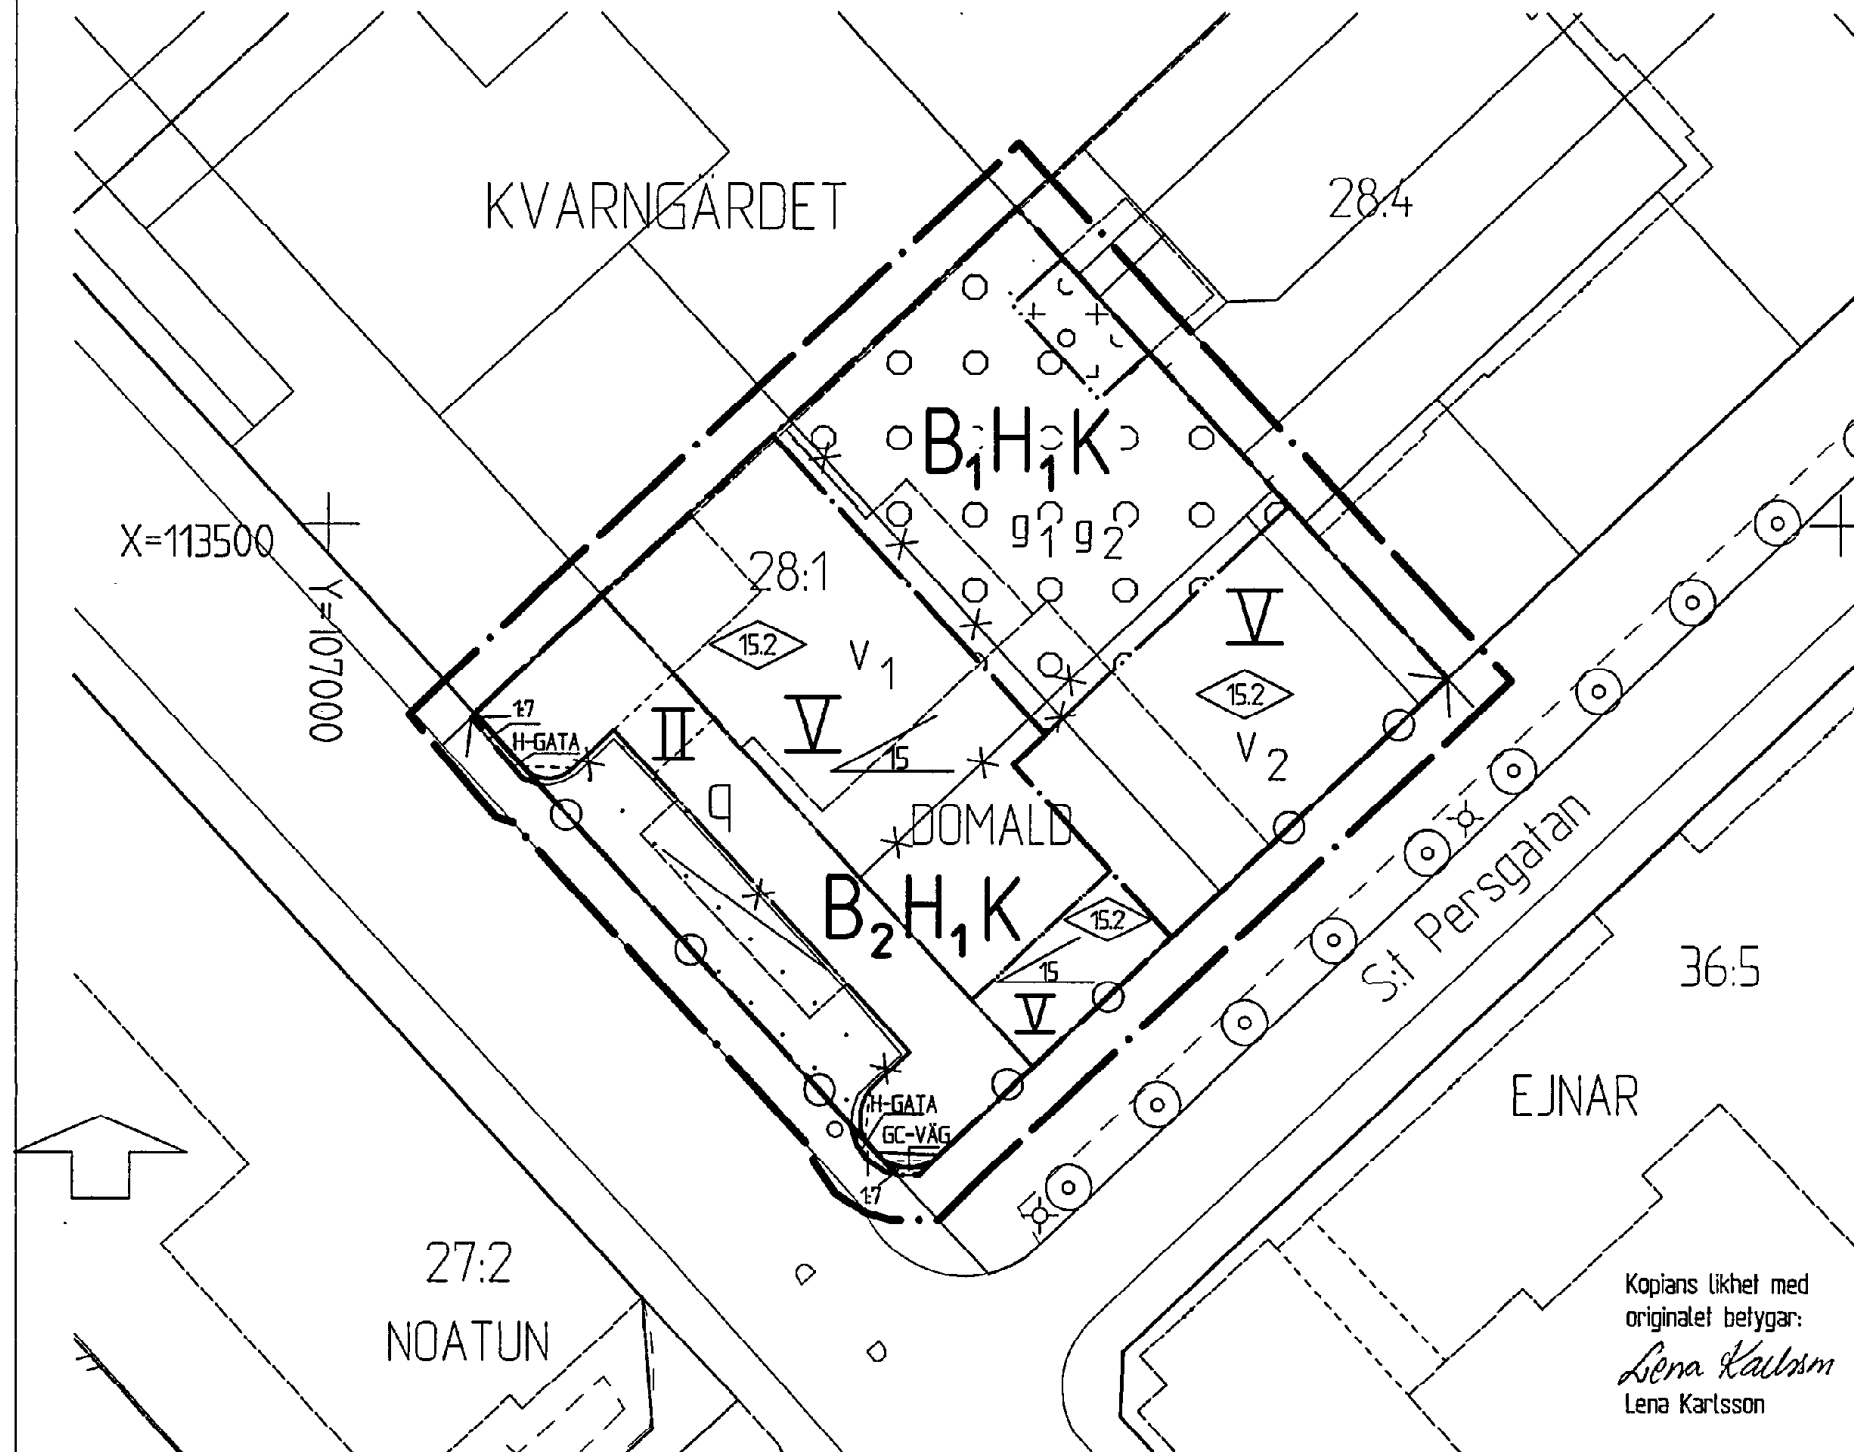 KVARNGÄRDET
28:4
B₁H₁K
X=113500
g₁ g₂
28:1
V
Y=107000
15.2
v₁
15.2
1:7
H-GATA
II
V
v₂
15
q
DOMALD
B₂H₁K
15.2
S:t Persgatan
36:5
15
V
EJNAR
H-GATA
GC-VÄG
1:7
27:2
NOATUN
Kopians likhet med
originalet betygar:
Lena Karlsson
Lena Karlsson